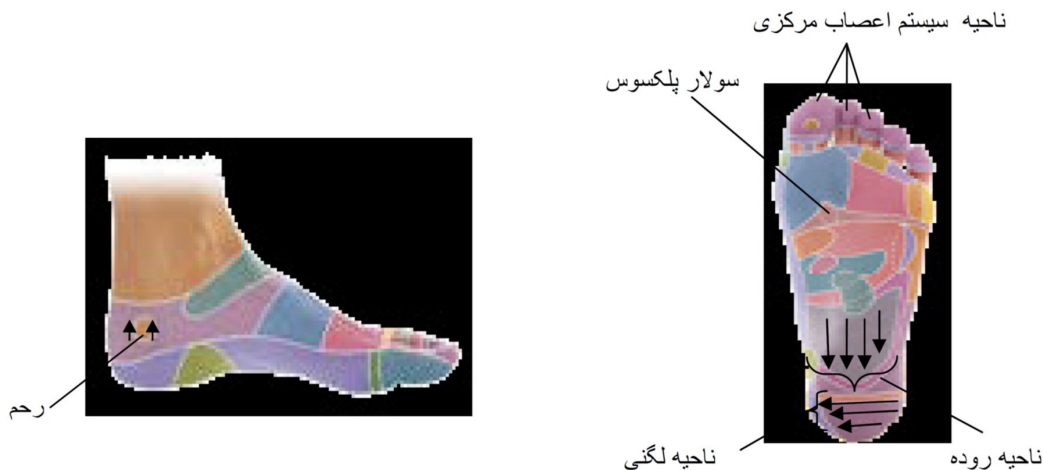 ناحیه سیستم اعصاب مرکزی
سولار پلکسوس
رحم
ناحیه لگنی
ناحیه روده